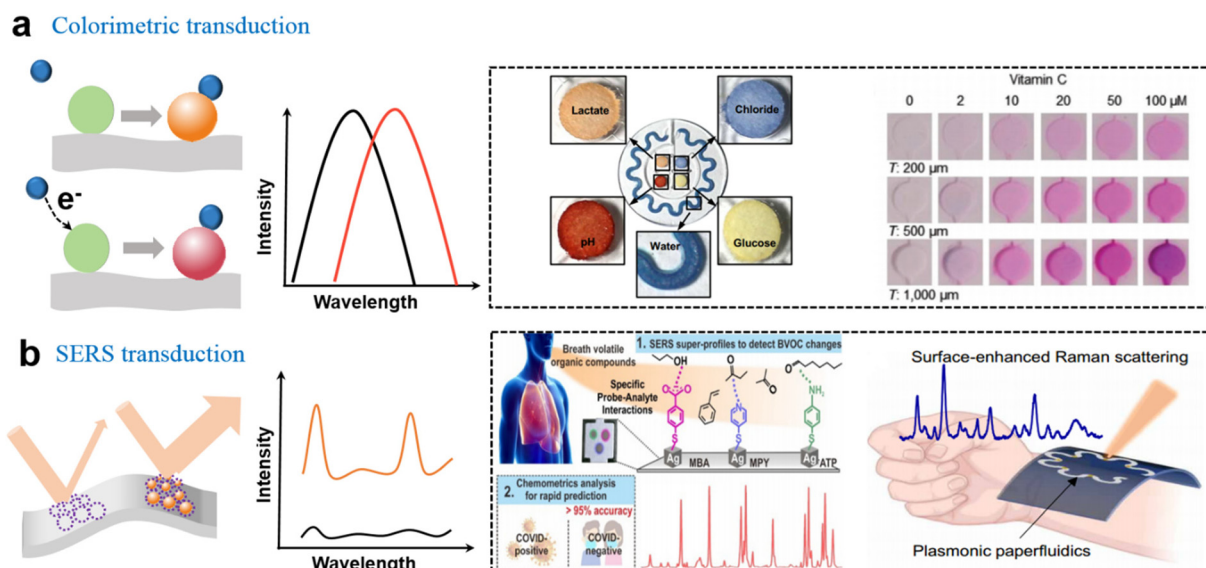 a Colorimetric transduction
e-
Intensity
Wavelength
Lactate
Chloride
pH
Water
Glucose
Vitamin C
0 2 10 20 50 100 μM
T: 200 μm
T: 500 μm
T: 1,000 μm
b SERS transduction
Intensity
Wavelength
Breath volatile
organic compounds
1. SERS super-profiles to detect BVOC changes
Specific
Probe-Analyte
Interactions
OH
O
O
O
O
O
NH₂
N
S
S
S
Ag
Ag
Ag
MBA
MPY
ATP
2. Chemometrics analysis
for rapid prediction
> 95% accuracy
COVID-
positive
COVID-
negative
Surface-enhanced Raman scattering
Plasmonic paperfluidics